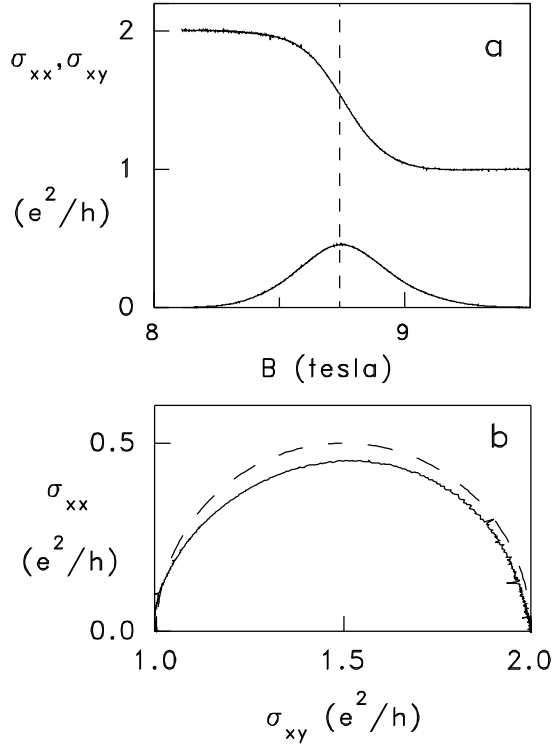 2
a
σxx,σxy
1
(e²/h)
0
8
9
B (tesla)
b
0.5
σxx
(e²/h)
0.0
1.0
1.5
2.0
σxy (e²/h)